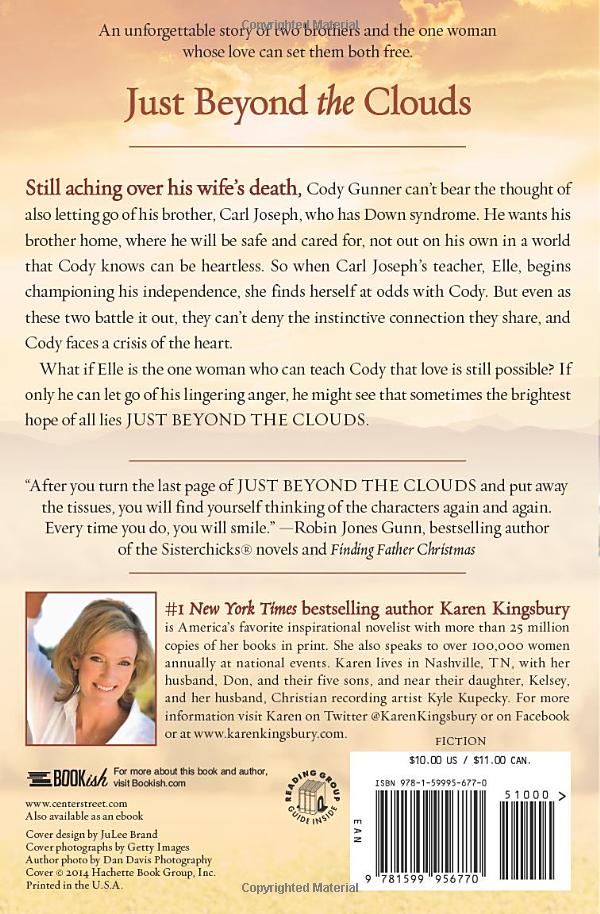 Copyrighted Material
An unforgettable story of two brothers and the one woman
whose love can set them both free.
Just Beyond the Clouds
Still aching over his wife's death, Cody Gunner can't bear the thought of
also letting go of his brother, Carl Joseph, who has Down syndrome. He wants his
brother home, where he will be safe and cared for, not out on his own in a world
that Cody knows can be heartless. So when Carl Joseph's teacher, Elle, begins
championing his independence, she finds herself at odds with Cody. But even as
these two battle it out, they can't deny the instinctive connection they share, and
Cody faces a crisis of the heart.
What if Elle is the one woman who can teach Cody that love is still possible? If
only he can let go of his lingering anger, he might see that sometimes the brightest
hope of all lies JUST BEYOND THE CLOUDS.
"After you turn the last page of JUST BEYOND THE CLOUDS and put away
the tissues, you will find yourself thinking of the characters again and again.
Every time you do, you will smile." —Robin Jones Gunn, bestselling author
of the Sisterchicks® novels and Finding Father Christmas
#1 New York Times bestselling author Karen Kingsbury
is America's favorite inspirational novelist with more than 25 million
copies of her books in print. She also speaks to over 100,000 women
annually at national events. Karen lives in Nashville, TN, with her
husband, Don, and their five sons, and near their daughter, Kelsey,
and her husband, Christian recording artist Kyle Kupecky. For more
information visit Karen on Twitter @KarenKingsbury or on Facebook
or at www.karenkingsbury.com.
FICTION
BOOKish
For more about this book and author,
visit Bookish.com
www.centerstreet.com
Also available as an ebook
Cover design by JuLee Brand
Cover photographs by Getty Images
Author photo by Dan Davis Photography
Cover © 2014 Hachette Book Group, Inc.
Printed in the U.S.A.
READING GROUP
GUIDE INSIDE
$10.00 US / $11.00 CAN.
ISBN 978-1-59995-677-0
51000 >
EAN
9 781599 956770
Copyrighted Material